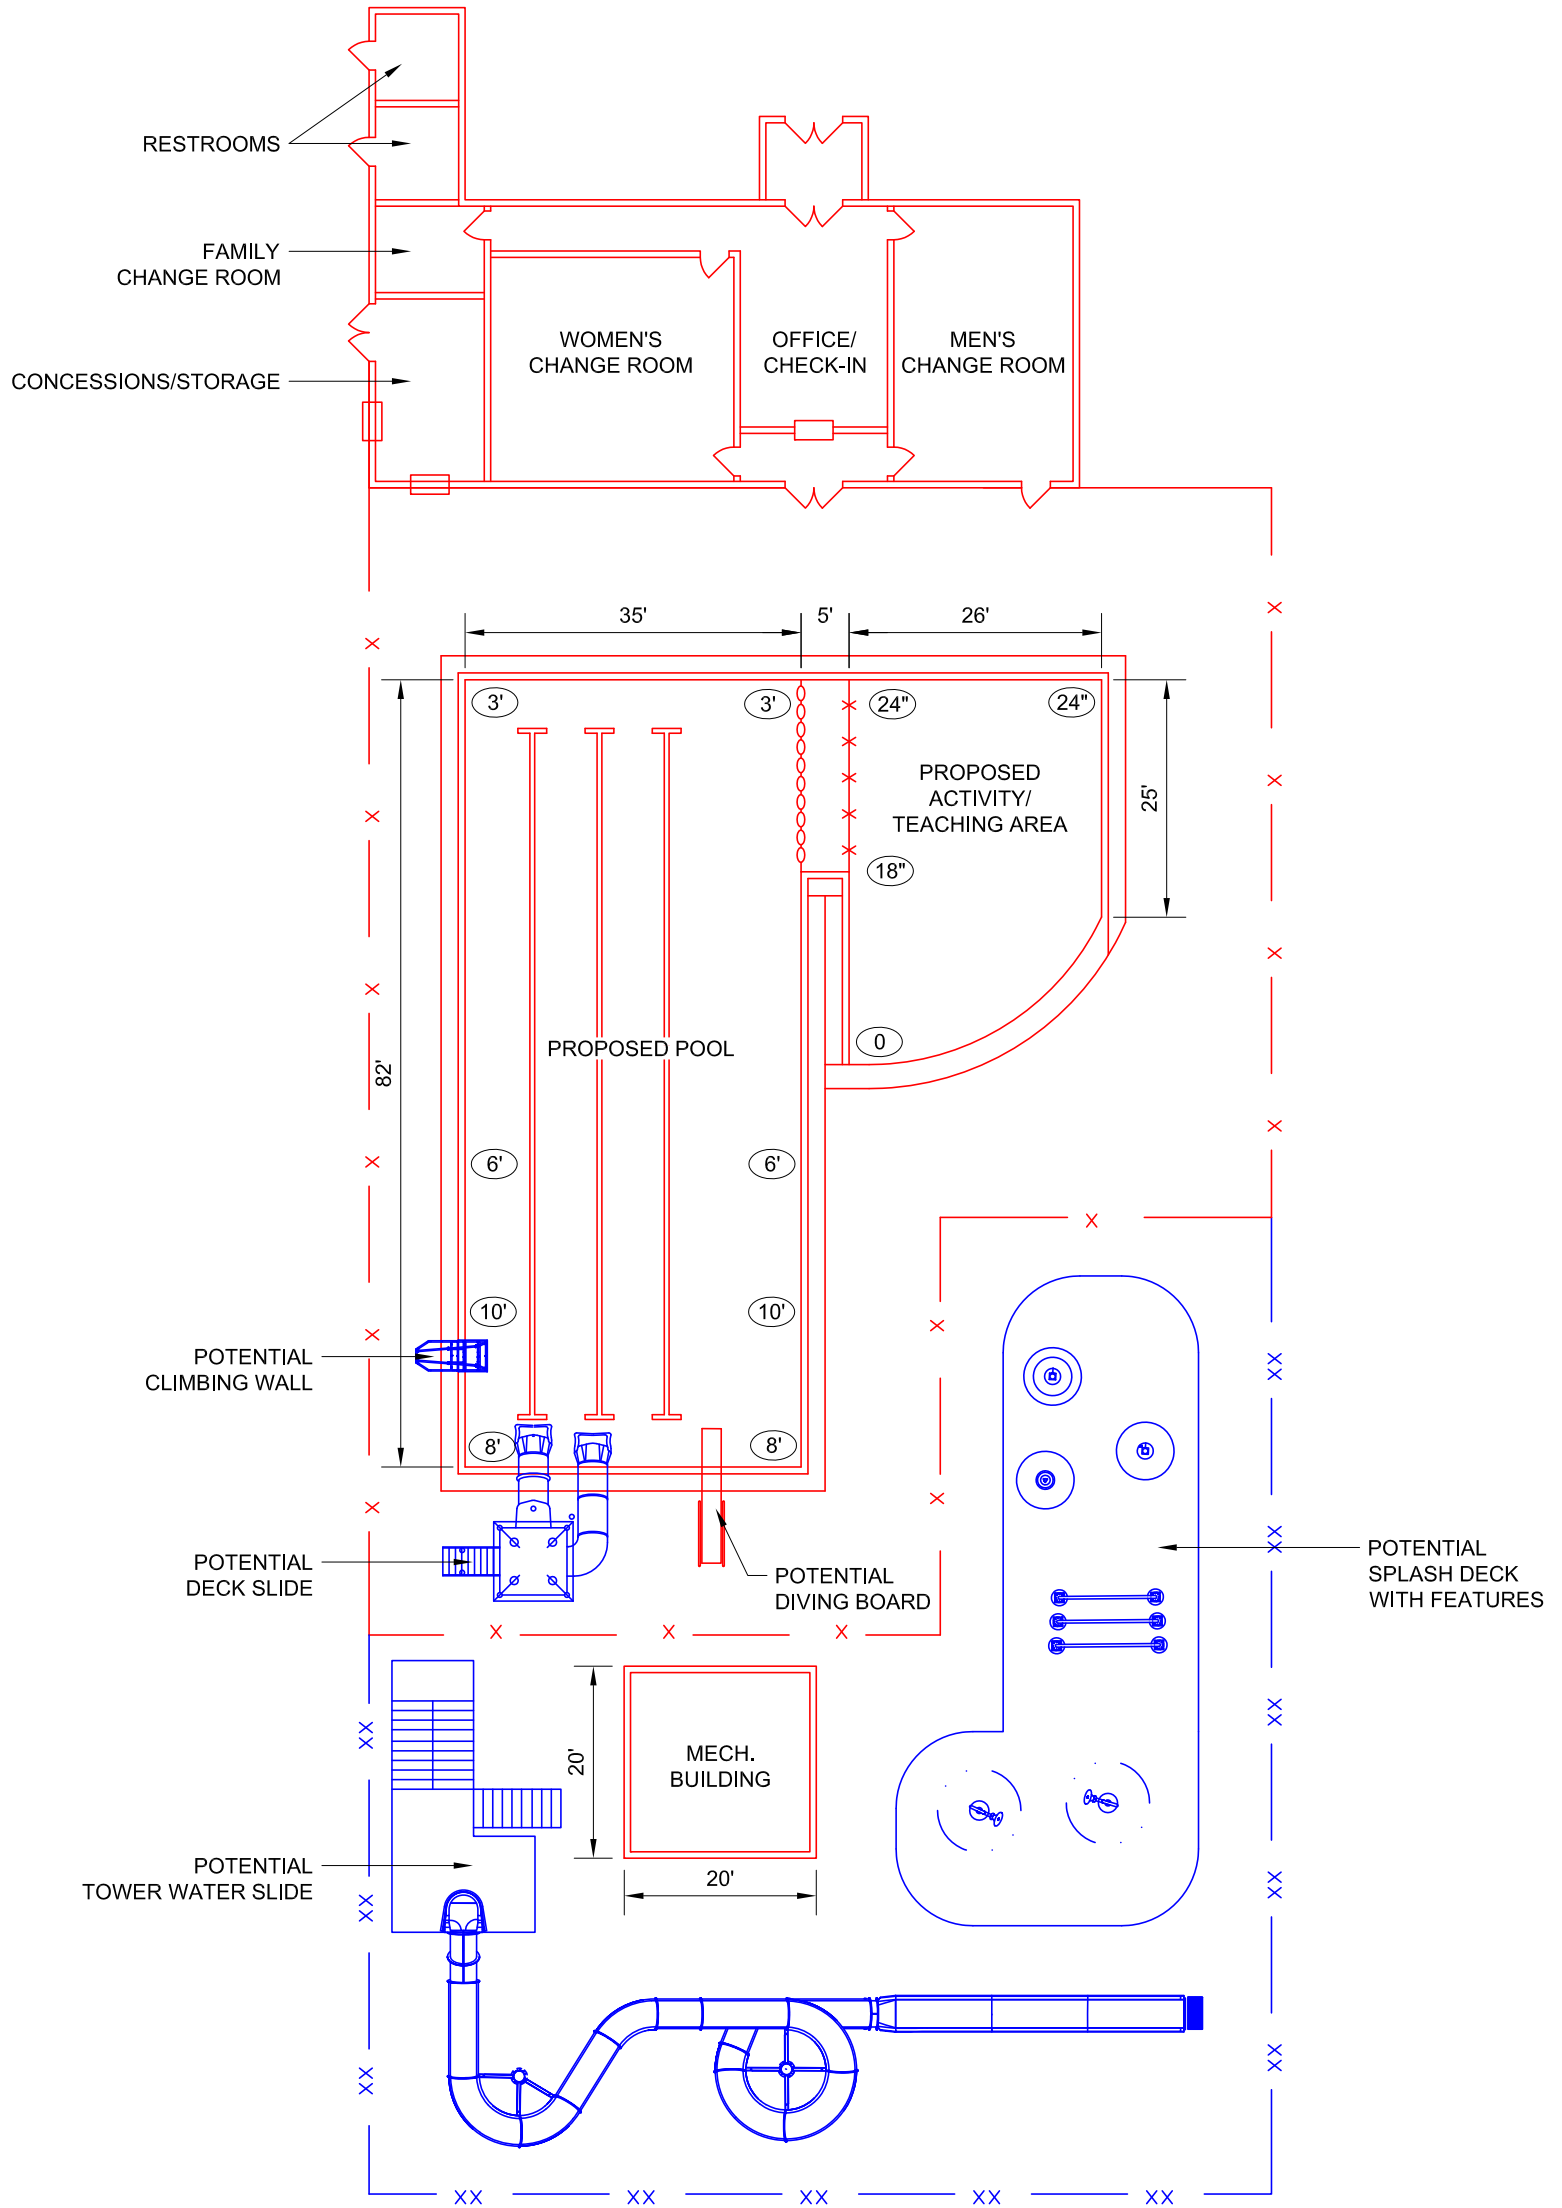 RESTROOMS
FAMILY
CHANGE ROOM
CONCESSIONS/STORAGE
WOMEN'S
CHANGE ROOM
OFFICE/
CHECK-IN
MEN'S
CHANGE ROOM
35'
5'
26'
3'
3'
24"
24"
PROPOSED
ACTIVITY/
TEACHING AREA
25'
18"
0
PROPOSED POOL
82'
6'
6'
10'
10'
POTENTIAL
CLIMBING WALL
8'
8'
POTENTIAL
DECK SLIDE
POTENTIAL
DIVING BOARD
POTENTIAL
SPLASH DECK
WITH FEATURES
20'
MECH.
BUILDING
20'
POTENTIAL
TOWER WATER SLIDE